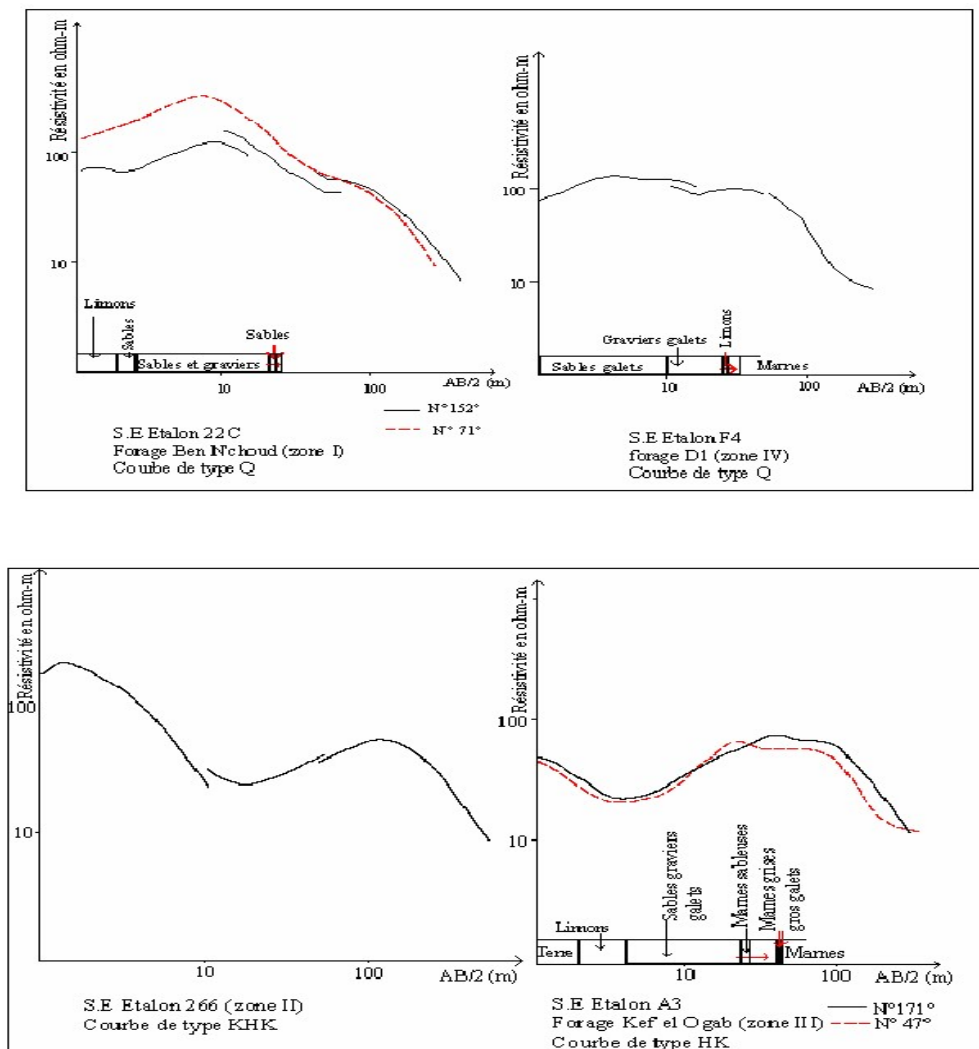 Résistivité en ohm-m
100
10
Limons
Sables
Sables et graviers
Sables
10
100
AB/2 (m)
N°152°
N° 71°
S.E Etalon 22C
Forage Ben N'choud (zone I)
Courbe de type Q
Résistivité en ohm-m
100
10
Graviers galets
Limons
Sables galets
Marnes
10
100
AB/2 (m)
S.E Etalon F4
forage D1 (zone IV)
Courbe de type Q
Résistivité en ohm-m
100
10
10
100
AB/2 (m)
S.E Etalon 266 (zone II)
Courbe de type KHK
Résistivité en ohm-m
100
10
Limons
Sables graviers
galets
Marnes sableuses
Marnes grises
gros galets
Terre
Marnes
10
100
AB/2 (m)
S.E Etalon A3
Forage Kef el Ogab (zone III)
Courbe de type HK
N°171°
N° 47°